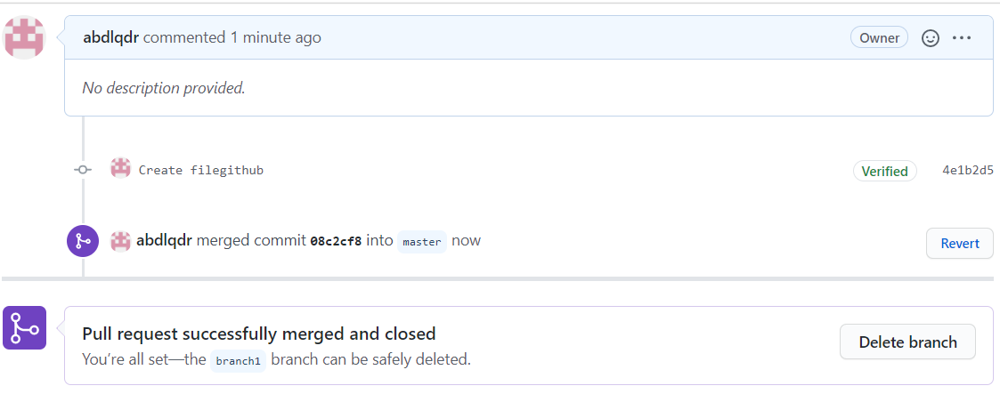 abdlqdr commented 1 minute ago Owner
No description provided.
Create filegithub Verified 4e1b2d5
abdlqdr merged commit 08c2cf8 into master now Revert
Pull request successfully merged and closed
You’re all set—the branch1 branch can be safely deleted.
Delete branch